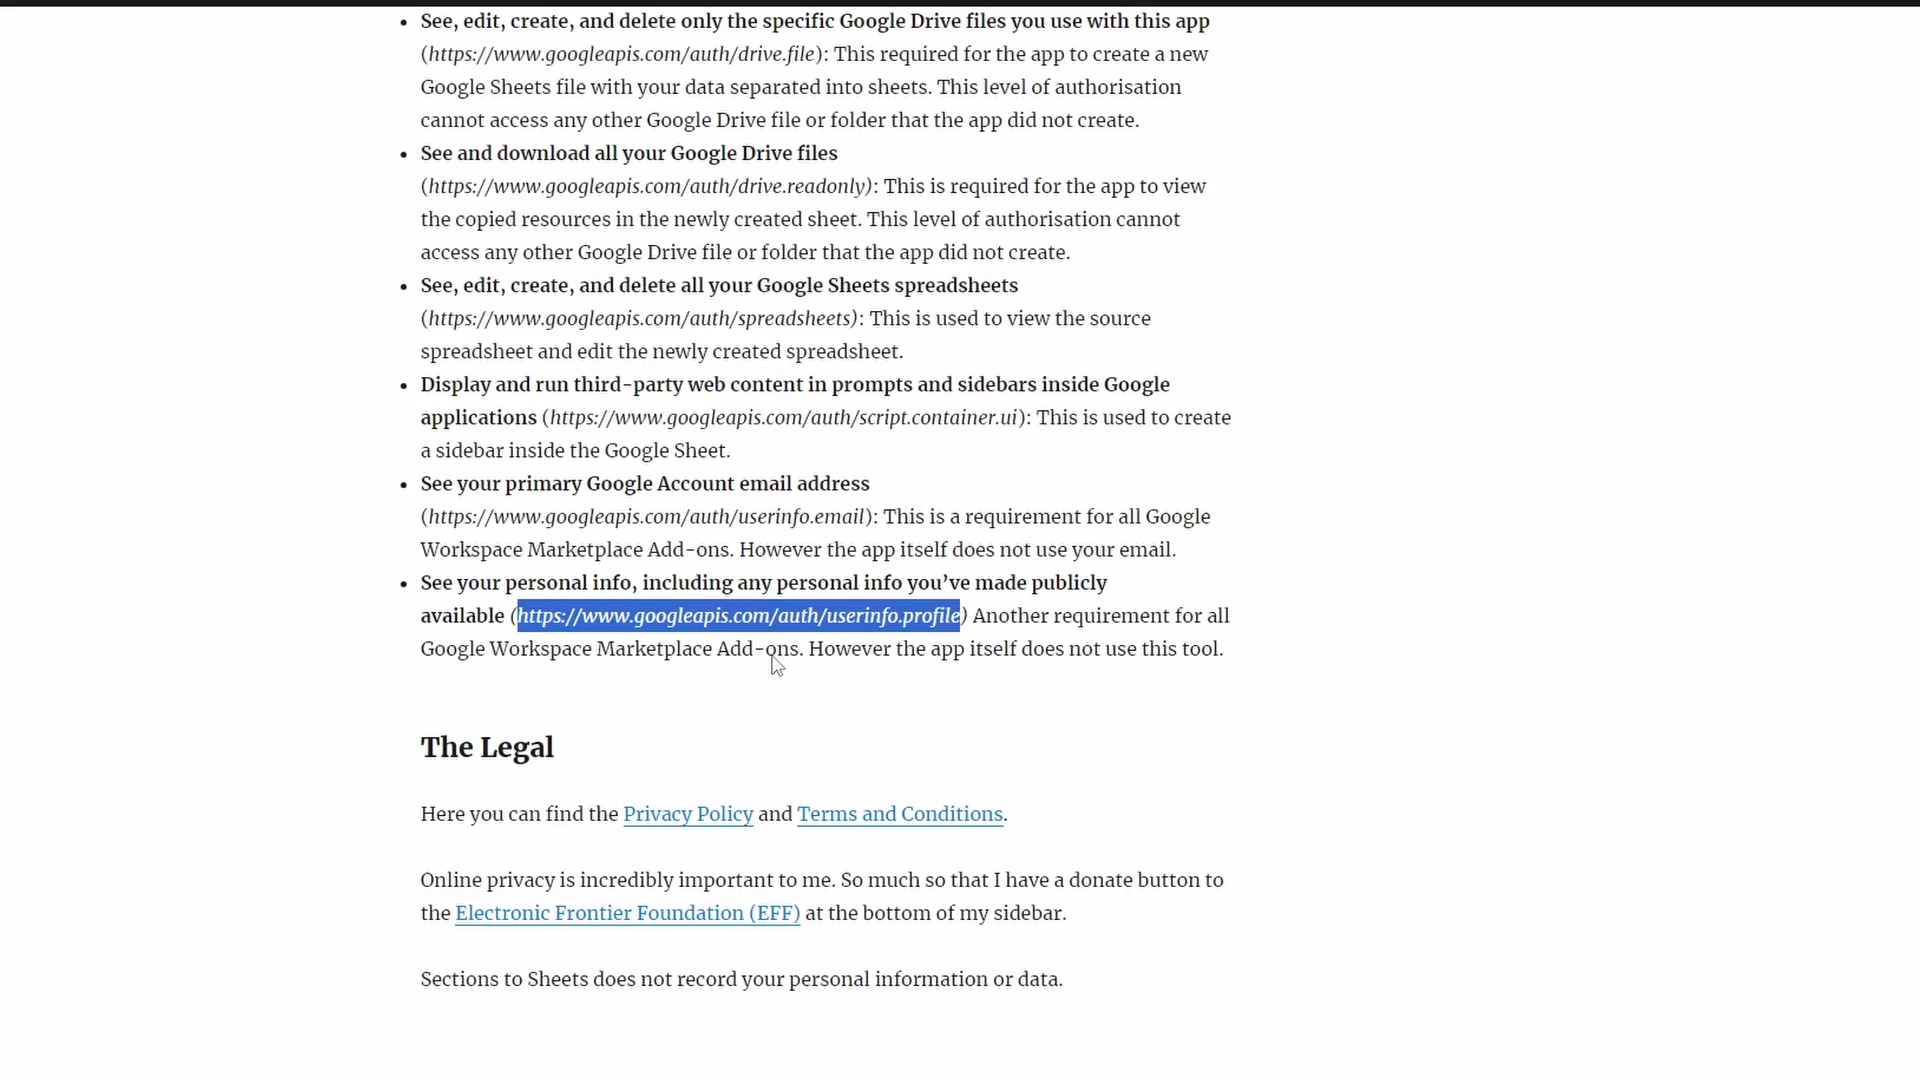 See, edit, create, and delete only the specific Google Drive files you use with this app
(https://www.googleapis.com/auth/drive.file): This required for the app to create a new
Google Sheets file with your data separated into sheets. This level of authorisation
cannot access any other Google Drive file or folder that the app did not create.
See and download all your Google Drive files
(https://www.googleapis.com/auth/drive.readonly): This is required for the app to view
the copied resources in the newly created sheet. This level of authorisation cannot
access any other Google Drive file or folder that the app did not create.
See, edit, create, and delete all your Google Sheets spreadsheets
(https://www.googleapis.com/auth/spreadsheets): This is used to view the source
spreadsheet and edit the newly created spreadsheet.
Display and run third-party web content in prompts and sidebars inside Google
applications (https://www.googleapis.com/auth/script.container.ui): This is used to create
a sidebar inside the Google Sheet.
See your primary Google Account email address
(https://www.googleapis.com/auth/userinfo.email): This is a requirement for all Google
Workspace Marketplace Add-ons. However the app itself does not use your email.
See your personal info, including any personal info you’ve made publicly
available (https://www.googleapis.com/auth/userinfo.profile) Another requirement for all
Google Workspace Marketplace Add-ons. However the app itself does not use this tool.
The Legal
Here you can find the Privacy Policy and Terms and Conditions.
Online privacy is incredibly important to me. So much so that I have a donate button to
the Electronic Frontier Foundation (EFF) at the bottom of my sidebar.
Sections to Sheets does not record your personal information or data.